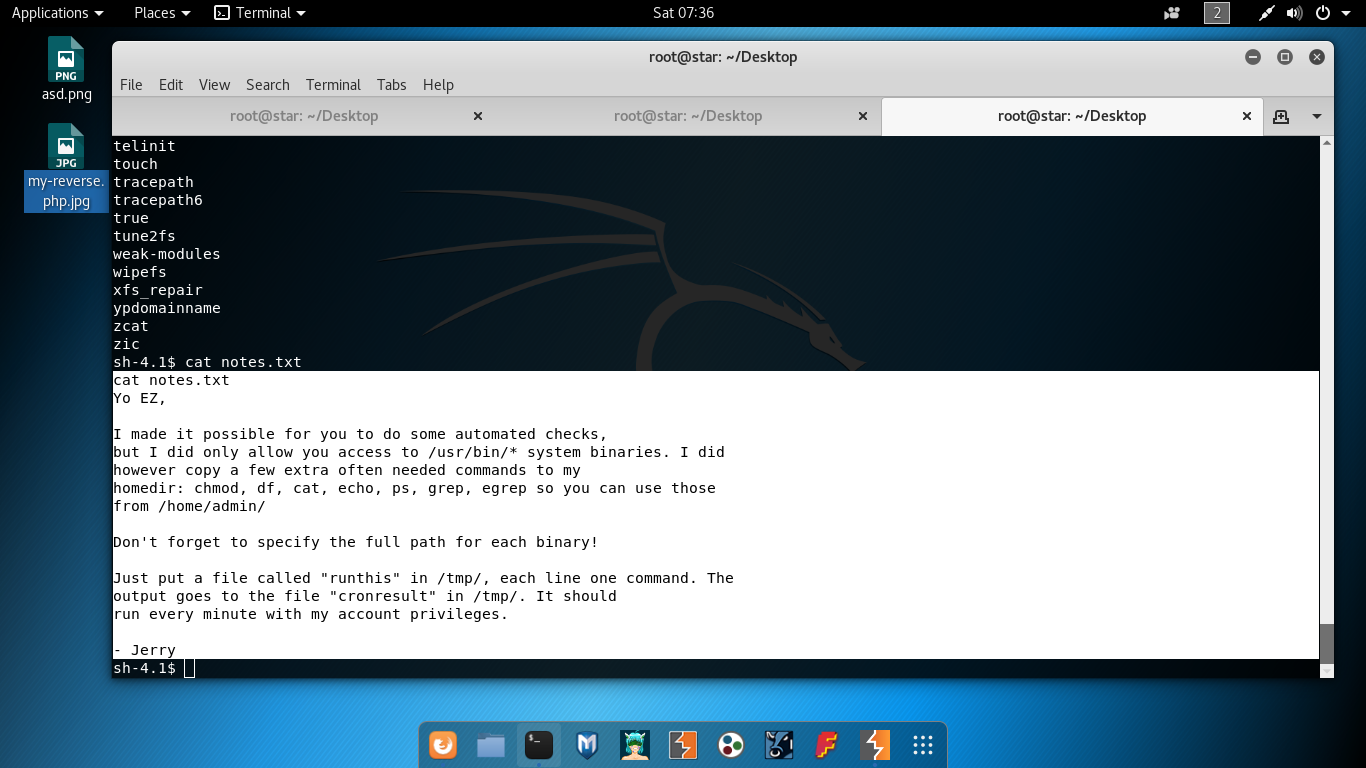 Applications Places Terminal Sat 07:36 2
PNG
asd.png
JPG
my-reverse.
php.jpg
root@star: ~/Desktop
File Edit View Search Terminal Tabs Help
root@star: ~/Desktop root@star: ~/Desktop root@star: ~/Desktop
telinit
touch
tracepath
tracepath6
true
tune2fs
weak-modules
wipefs
xfs_repair
ypdomainname
zcat
zic
sh-4.1$ cat notes.txt
cat notes.txt
Yo EZ,
I made it possible for you to do some automated checks,
but I did only allow you access to /usr/bin/* system binaries. I did
however copy a few extra often needed commands to my
homedir: chmod, df, cat, echo, ps, grep, egrep so you can use those
from /home/admin/
Don't forget to specify the full path for each binary!
Just put a file called "runthis" in /tmp/, each line one command. The
output goes to the file "cronresult" in /tmp/. It should
run every minute with my account privileges.
- Jerry
sh-4.1$